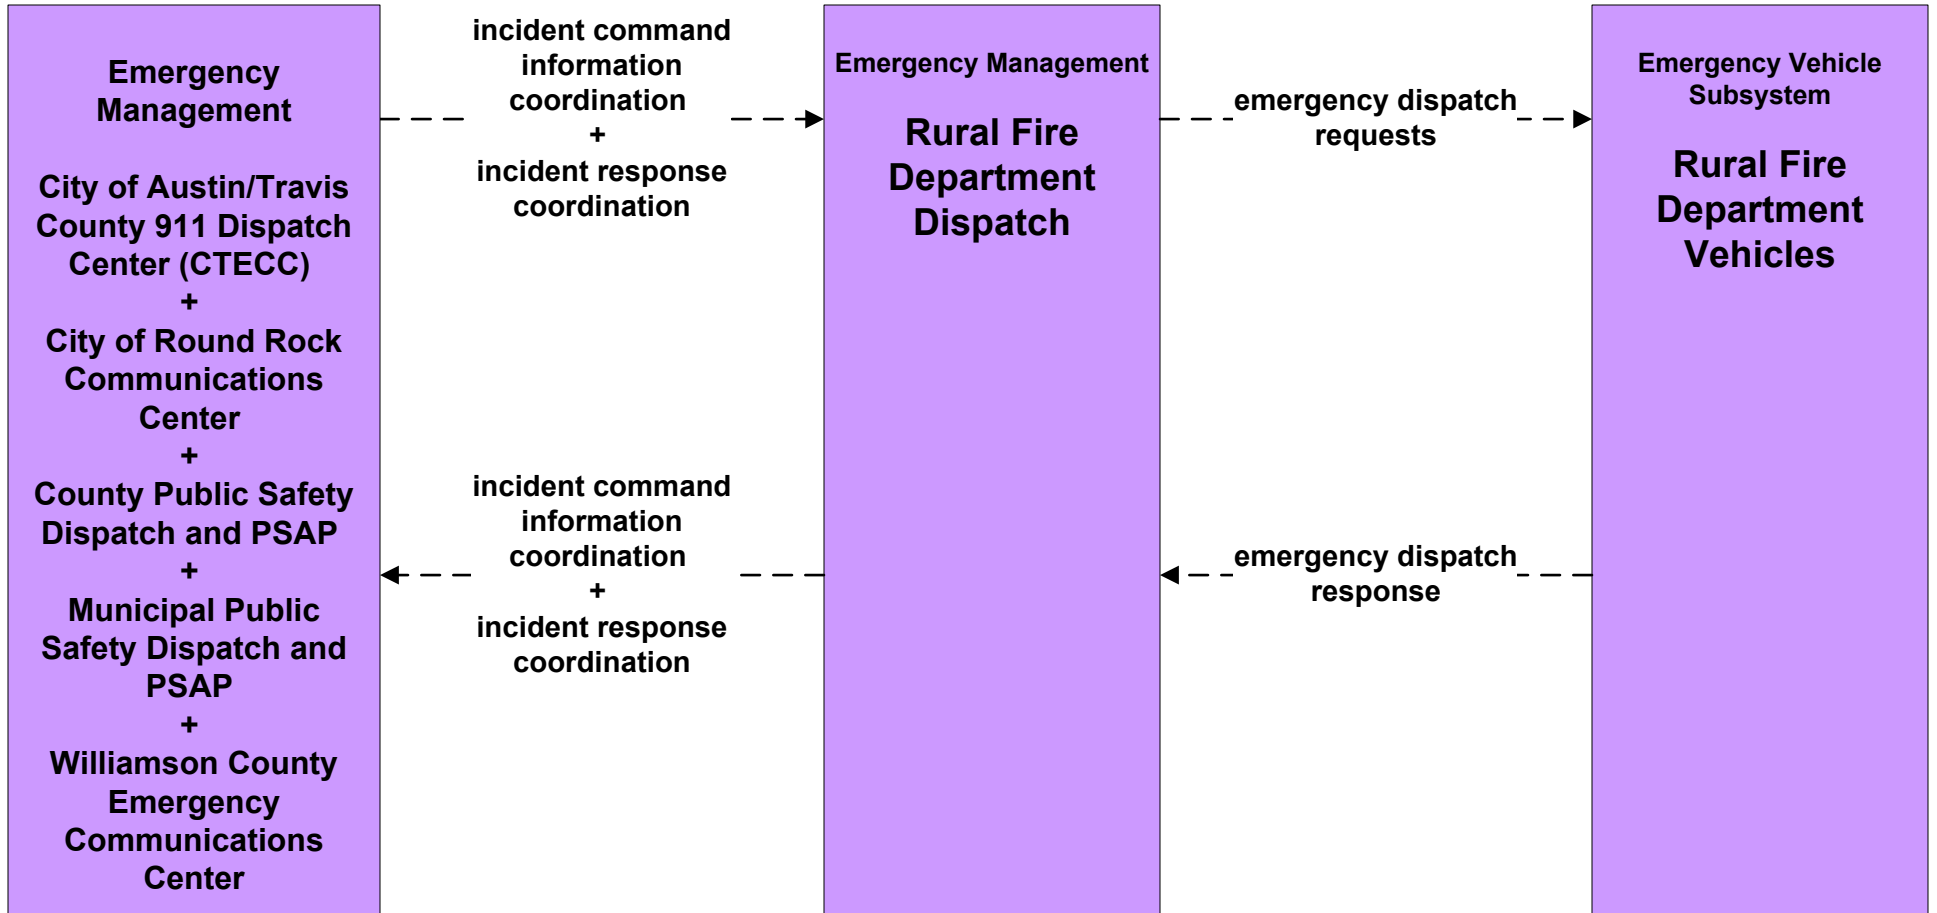 Emergency
Management
City of Austin/Travis
County 911 Dispatch
Center (CTECC)
+
City of Round Rock
Communications
Center
+
County Public Safety
Dispatch and PSAP
+
Municipal Public
Safety Dispatch and
PSAP
+
Williamson County
Emergency
Communications
Center
incident command
information
coordination
+
incident response
coordination
incident command
information
coordination
+
incident response
coordination
Emergency Management
Rural Fire
Department
Dispatch
emergency dispatch
requests
emergency dispatch
response
Emergency Vehicle
Subsystem
Rural Fire
Department
Vehicles